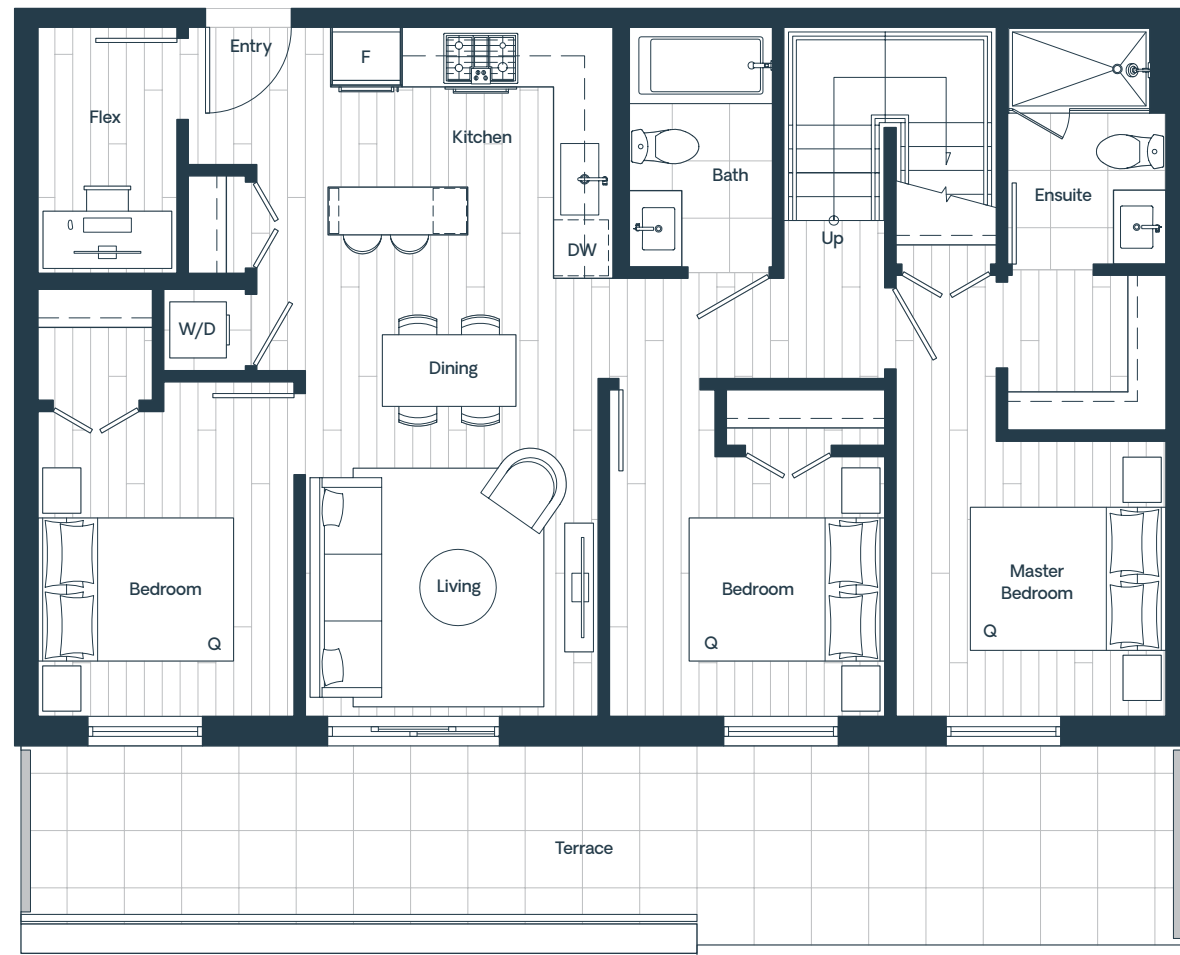 Entry
F
Flex
Kitchen
Bath
Ensuite
Up
DW
W/D
Dining
Bedroom
Q
Living
Bedroom
Q
Master
Bedroom
Q
Terrace